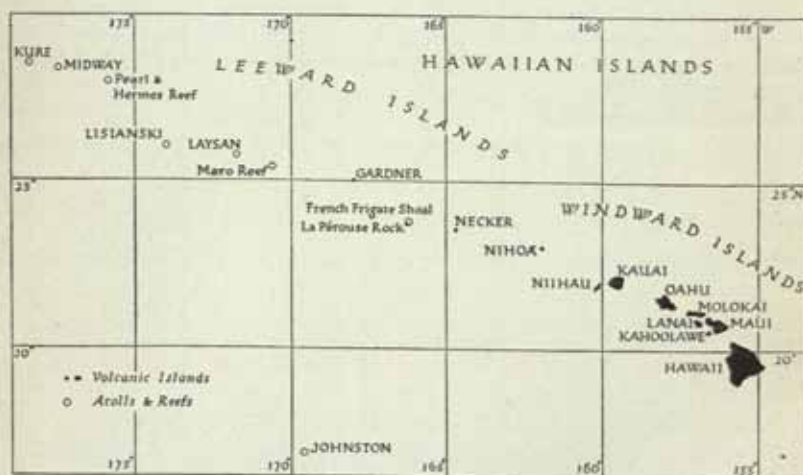 175° 170° 165° 160° 155° W
KURE
MIDWAY
Pearl &
Hermes Reef
LEEWARD ISLANDS
HAWAIIAN ISLANDS
LISIANSKI
LAYSAN
Maro Reef
GARDNER
25°
25°N
French Frigate Shoal
La Pérouse Rock
NECKER
NIHOA
WINDWARD ISLANDS
NIIHAU
KAUAI
OAHU
MOLOKAI
LANAI
MAUI
KAHOOLAWE
HAWAII
20°
20°
Volcanic Islands
Atolls & Reefs
JOHNSTON
175° 170° 165° 160° 155°